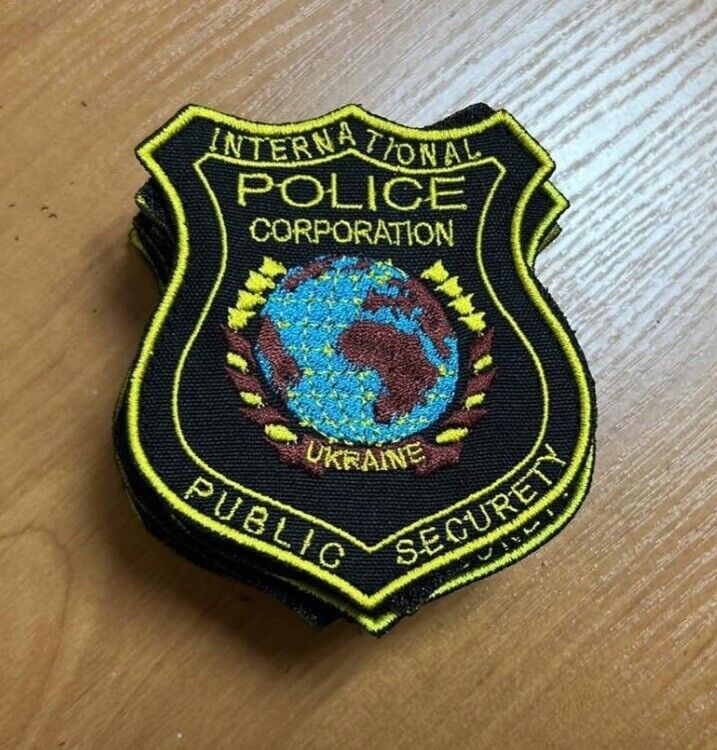 INTERNATIONAL
POLICE
CORPORATION
UKRAINE
PUBLIC SECURETY